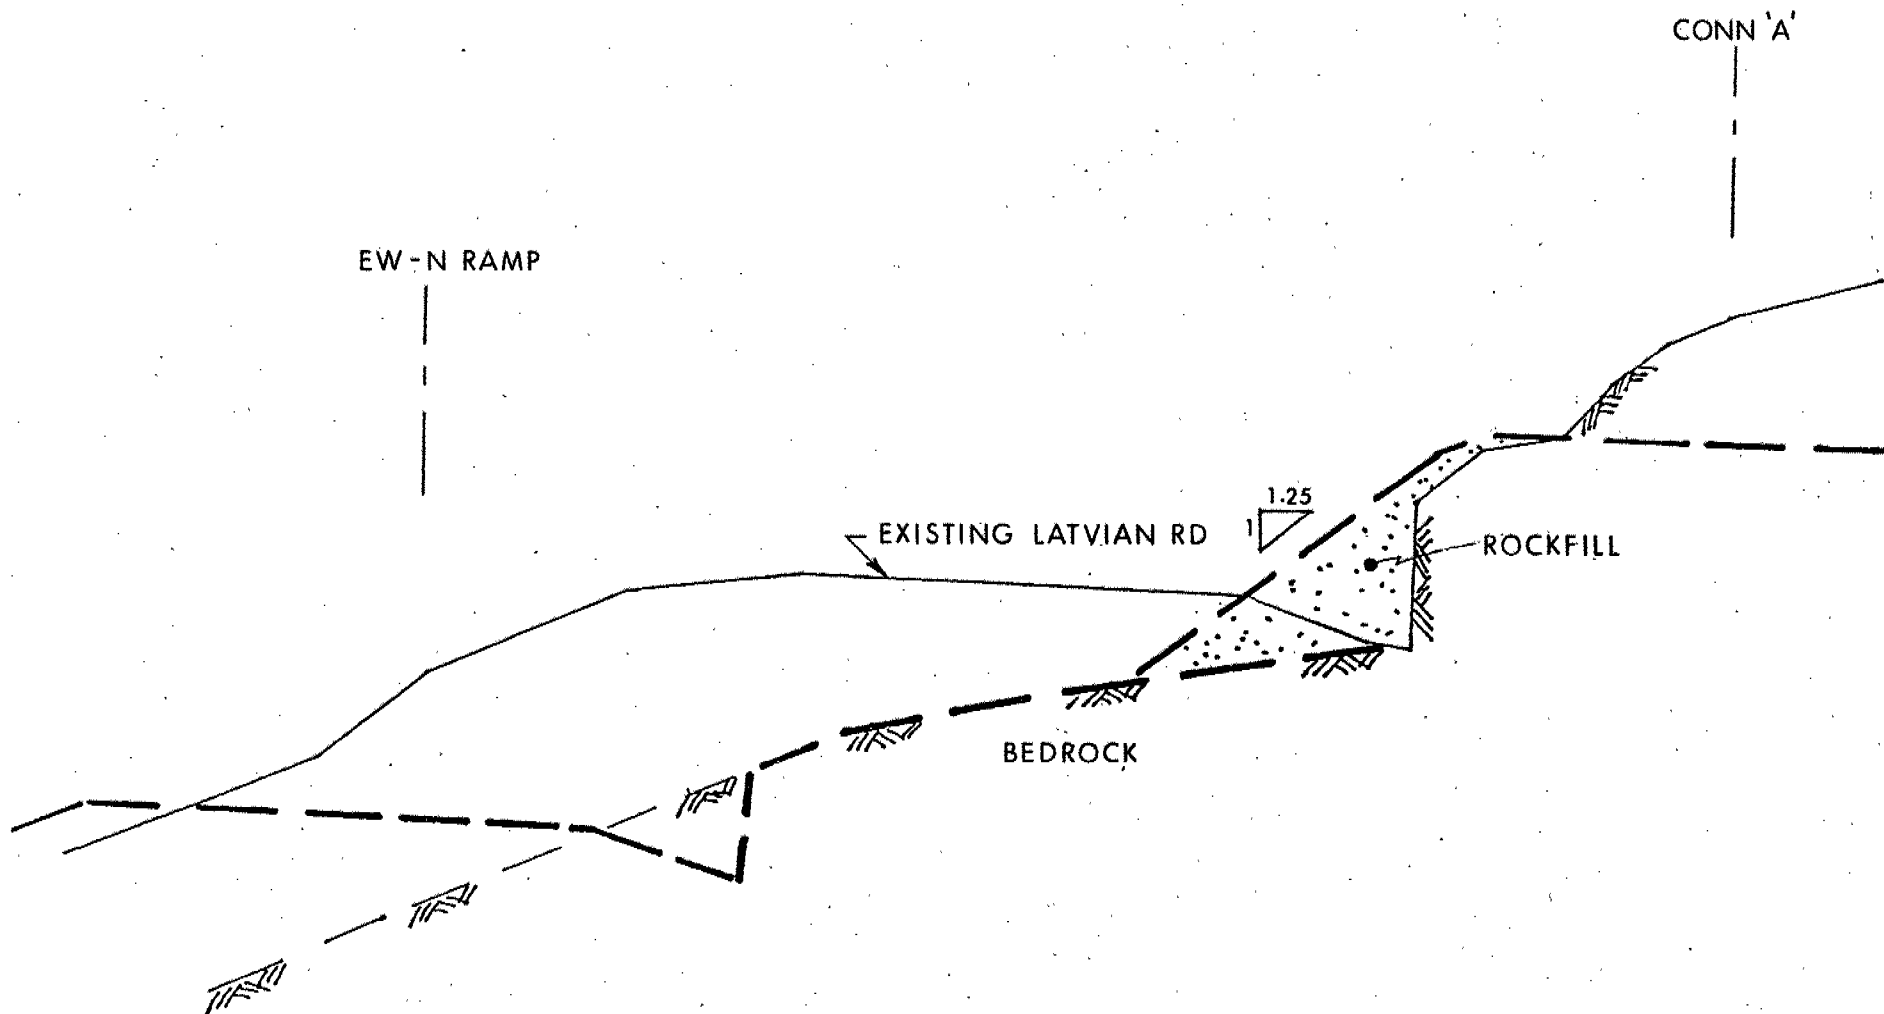 CONN 'A'
EW-N RAMP
1.25
1
EXISTING LATVIAN RD
ROCKFILL
BEDROCK